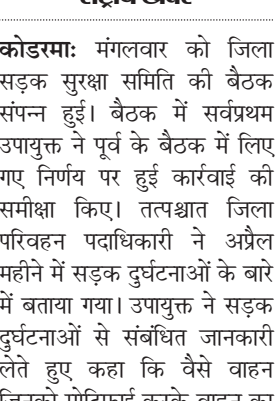 कोडरमाः मंगलवार को जिला
सड़क सुरक्षा समिति की बैठक
संपन्न हुई। बैठक में सर्वप्रथम
उपायुक्त ने पूर्व के बैठक में लिए
गए निर्णय पर हुई कार्रवाई की
समीक्षा किए। तत्पश्चात जिला
परिवहन पदाधिकारी ने अप्रैल
महीने में सड़क दुर्घटनाओं के बारे
में बताया गया। उपायुक्त ने सड़क
दुर्घटनाओं से संबंधित जानकारी
लेते हुए कहा कि वैसे वाहन